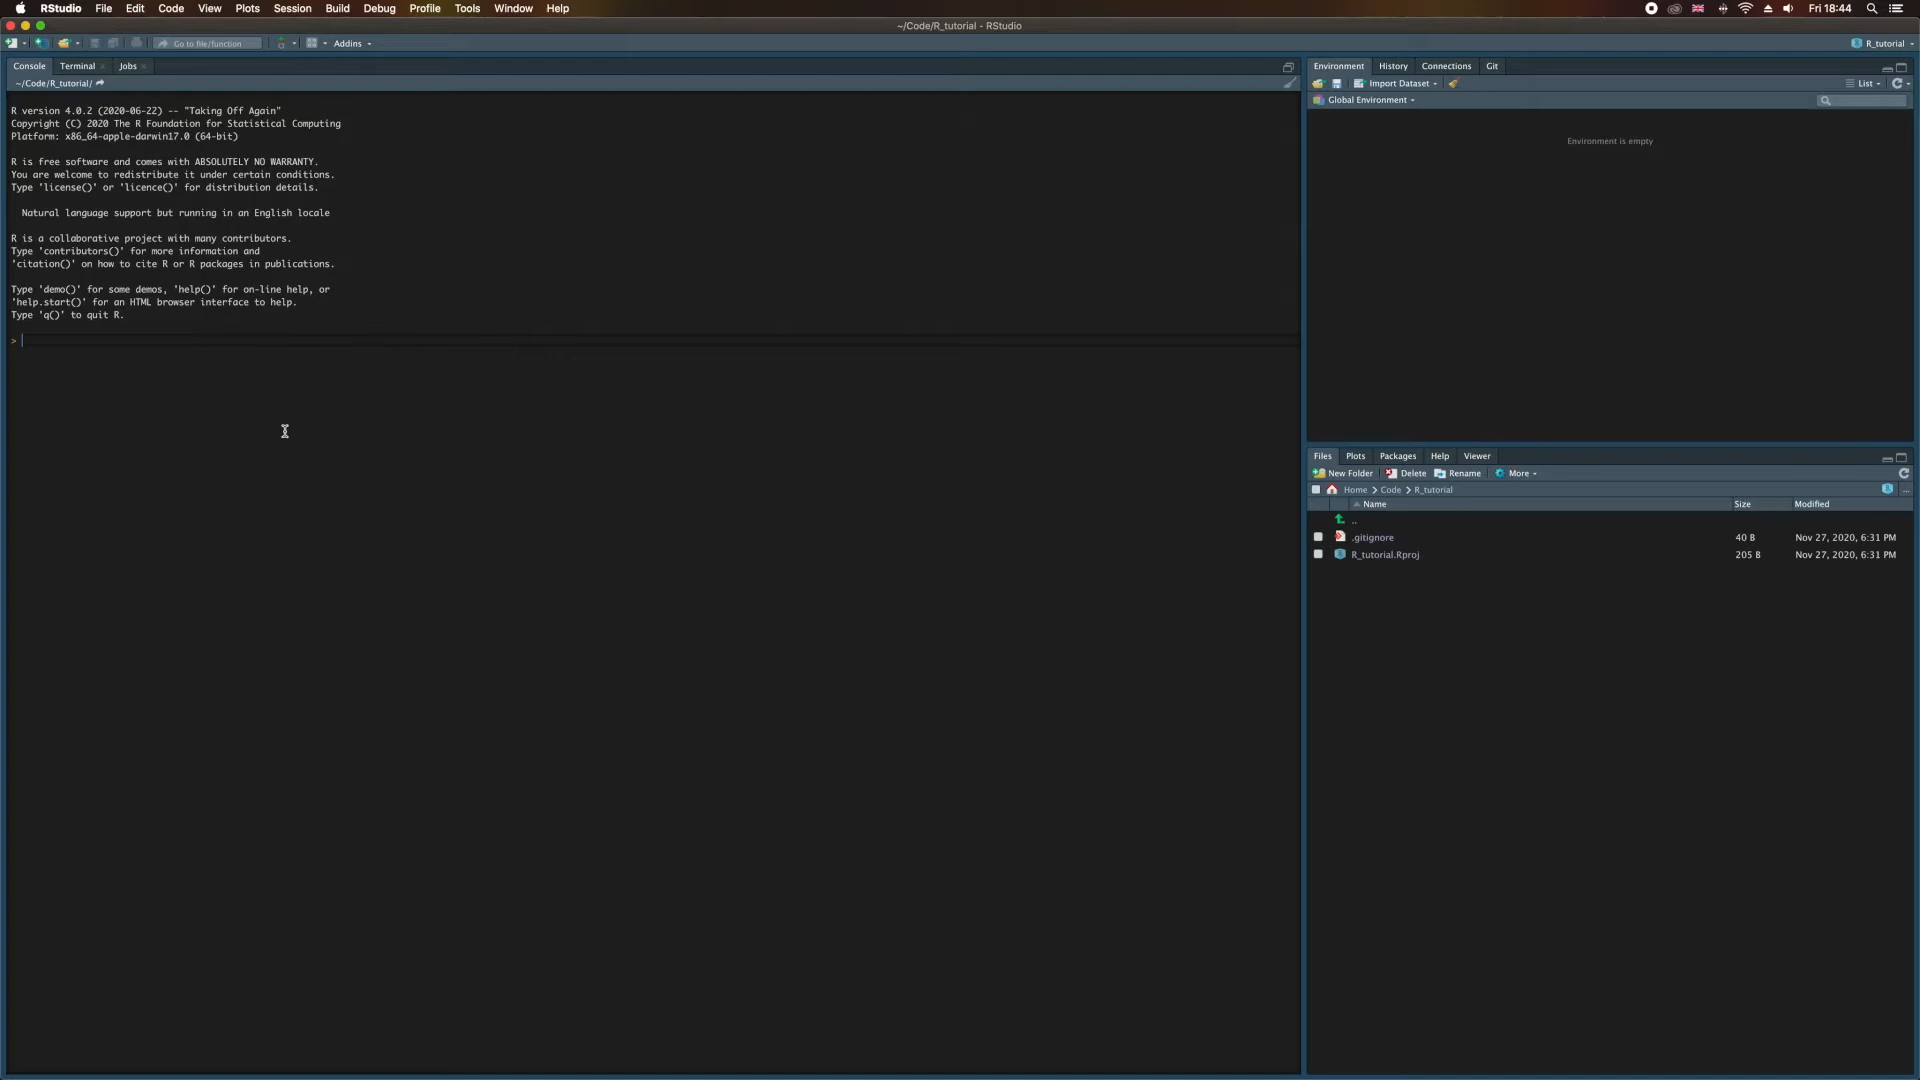 RStudio File Edit Code View Plots Session Build Debug Profile Tools Window Help Fri 18:44
~/Code/R_tutorial - RStudio
Go to file/function Addins R_tutorial
Console Terminal Jobs
~/Code/R_tutorial/
R version 4.0.2 (2020-06-22) -- "Taking Off Again"
Copyright (C) 2020 The R Foundation for Statistical Computing
Platform: x86_64-apple-darwin17.0 (64-bit)
R is free software and comes with ABSOLUTELY NO WARRANTY.
You are welcome to redistribute it under certain conditions.
Type 'license()' or 'licence()' for distribution details.
Natural language support but running in an English locale
R is a collaborative project with many contributors.
Type 'contributors()' for more information and
'citation()' on how to cite R or R packages in publications.
Type 'demo()' for some demos, 'help()' for on-line help, or
'help.start()' for an HTML browser interface to help.
Type 'q()' to quit R.
>
Environment History Connections Git
Import Dataset List
Global Environment
Environment is empty
Files Plots Packages Help Viewer
New Folder Delete Rename More
Home Code R_tutorial ...
Name Size Modified
..
.gitignore 40 B Nov 27, 2020, 6:31 PM
R_tutorial.Rproj 205 B Nov 27, 2020, 6:31 PM